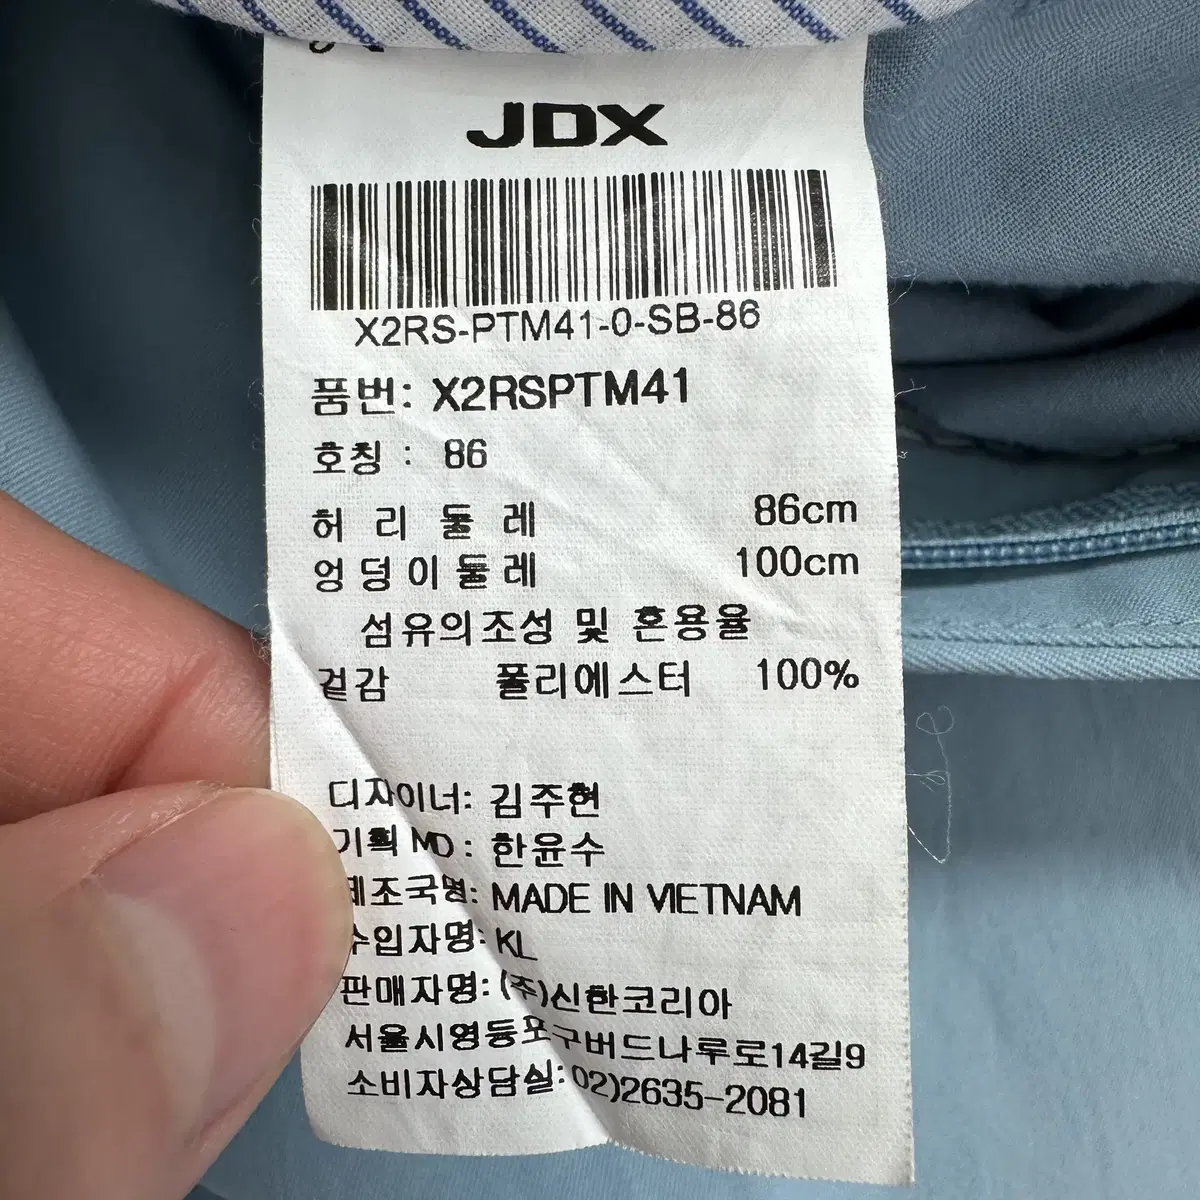 JDX
X2RS-PTM41-0-SB-86
품번: X2RSPTM41
호칭 : 86
허 리 둘 레 86cm
엉덩이둘레 100cm
섬유의조성 및 혼용율
겉감 폴리에스터 100%
디자이너: 김주현
기획 MD : 한윤수
제조국명: MADE IN VIETNAM
수입자명: KL
판매자명: (주)신한코리아
서울시영등포구버드나루로14길9
소비자상담실: 02)2635-2081